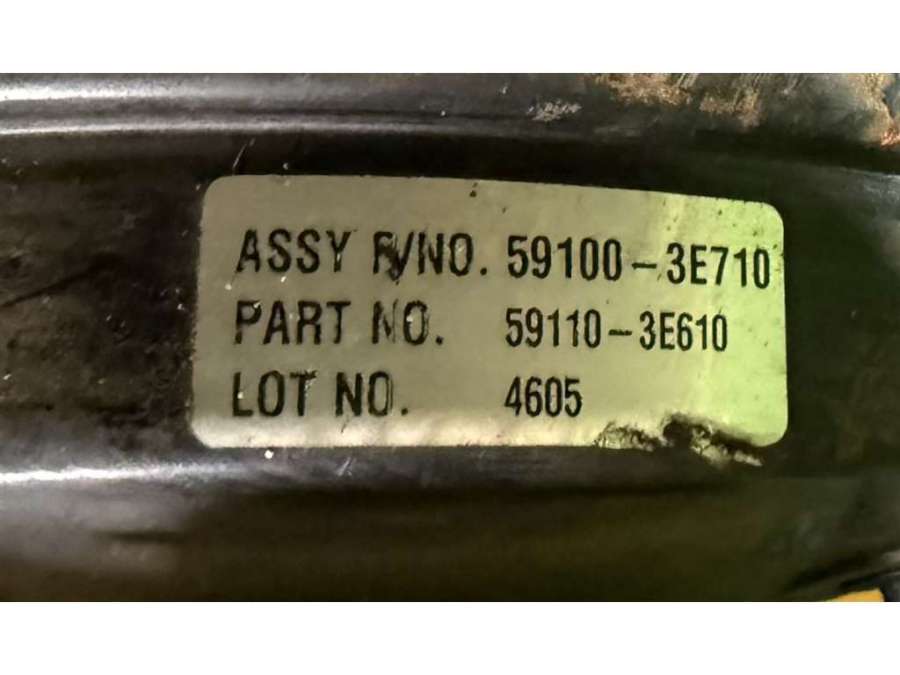 ASSY P/NO. 59100-3E710
PART NO. 59110-3E610
LOT NO. 4605